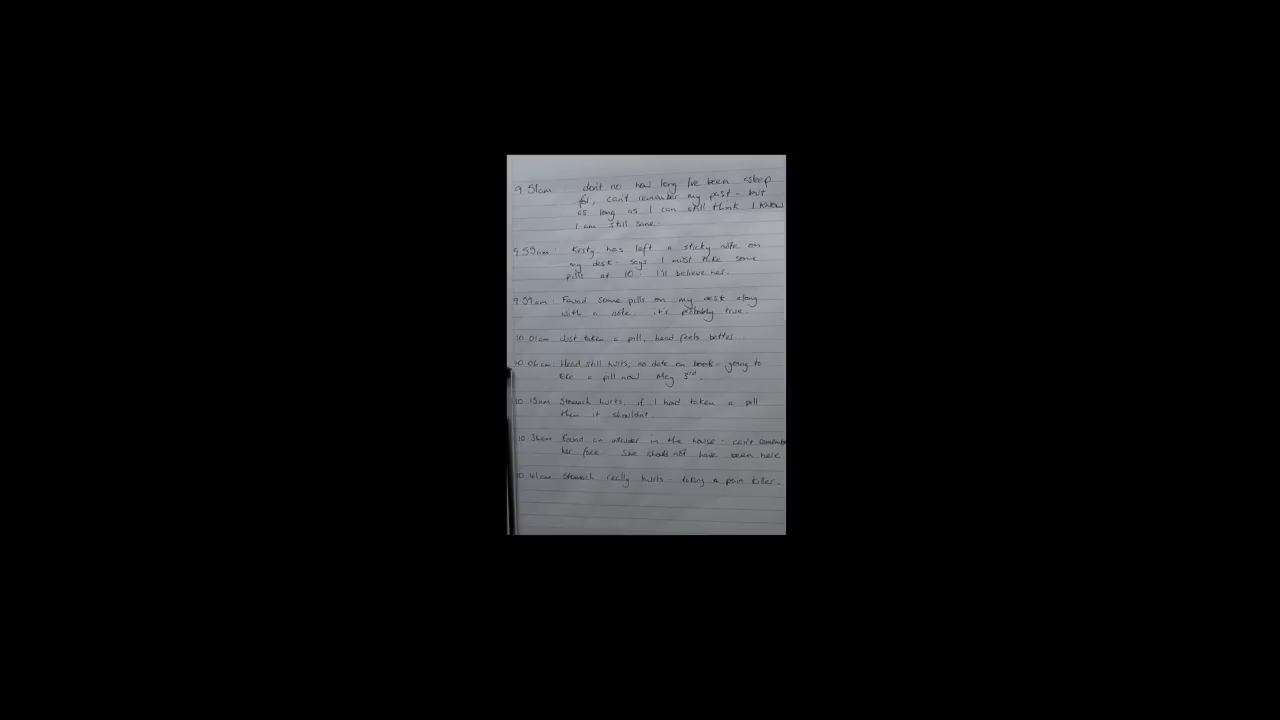 9.51am don't no how long I've been asleep
for, can't remember my past - but
as long as I can still think I know
I am still sane.
9.55am: Kirsty has left a sticky note on
my desk - says I must take some
pills at 10. I'll believe her.
9.59am: Found some pills on my desk along
with a note. it's probably true.
10.01am Just taken a pill, head feels better.
10.06am: Head still hurts, no date on book - going to
take a pill now May 3rd.
10.15am Stomach hurts, if I had taken a pill
then it shouldn't.
10.36am found an intruder in the house - can't remember
her face. She should not have been here.
10.41am Stomach really hurts - taking a pain killer.